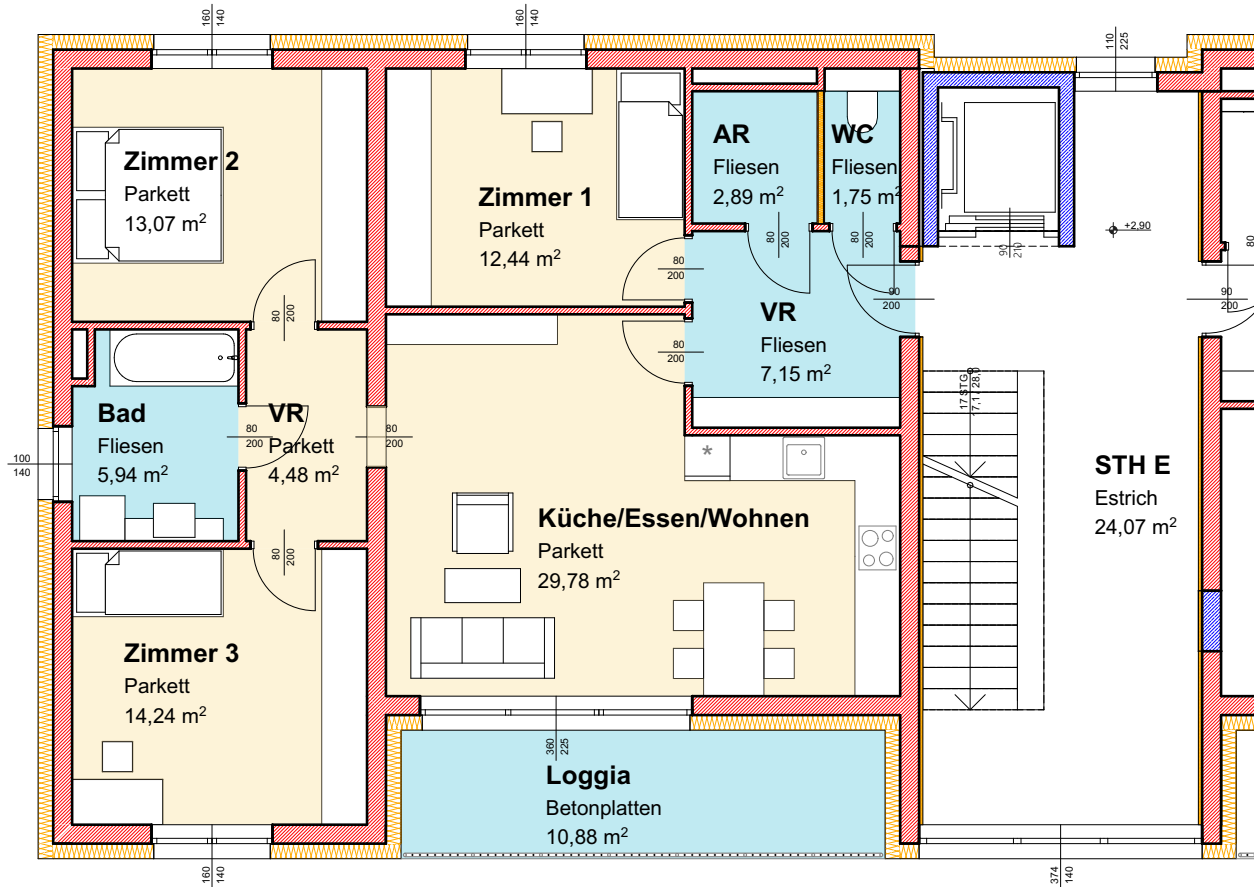 160
140
160
140
110
225
Zimmer 2
Parkett
13,07 m²
Zimmer 1
Parkett
12,44 m²
AR
Fliesen
2,89 m²
WC
Fliesen
1,75 m²
80
200
80
200
90
210
+2,90
80
80
200
80
200
90
200
90
200
VR
Fliesen
7,15 m²
80
200
17 STG
17,1 / 28,0
Bad
Fliesen
5,94 m²
80
200
VR
Parkett
4,48 m²
80
200
100
140
*
Küche/Essen/Wohnen
Parkett
29,78 m²
STH E
Estrich
24,07 m²
80
200
Zimmer 3
Parkett
14,24 m²
360
225
Loggia
Betonplatten
10,88 m²
160
140
374
140